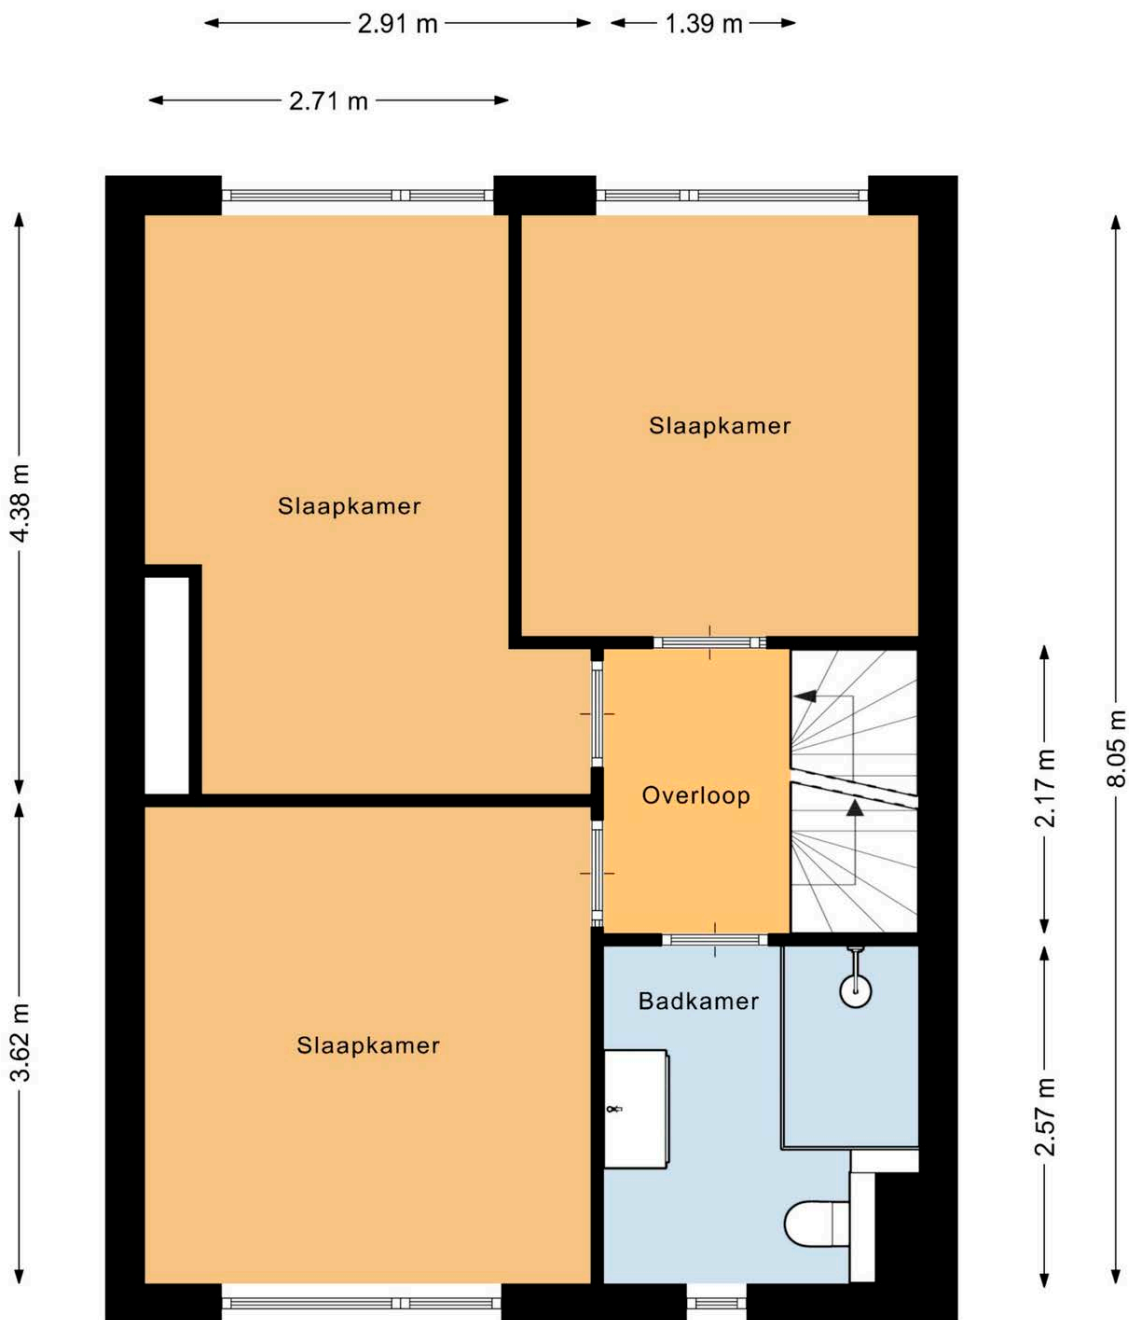 2.91 m
1.39 m
2.71 m
Slaapkamer
Slaapkamer
4.38 m
8.05 m
2.17 m
Overloop
Badkamer
Slaapkamer
3.62 m
2.57 m